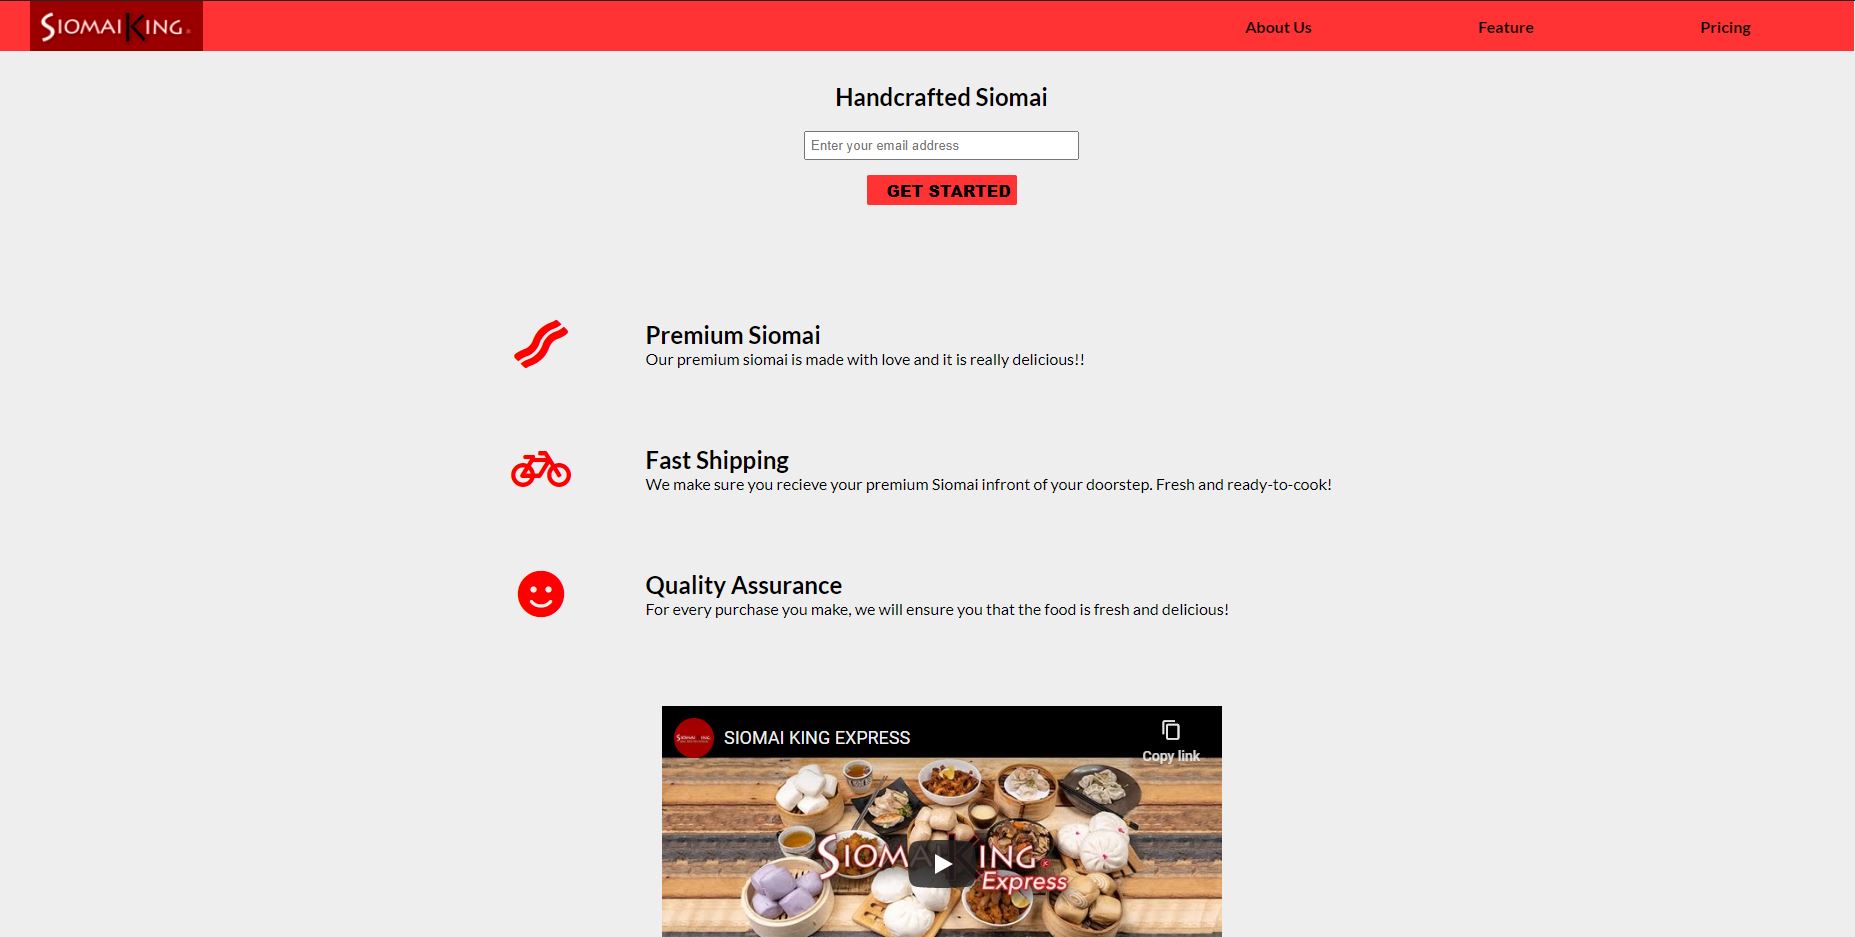 SIOMAI KING
About Us
Feature
Pricing
Handcrafted Siomai
Enter your email address
GET STARTED
Premium Siomai
Our premium siomai is made with love and it is really delicious!!
Fast Shipping
We make sure you recieve your premium Siomai infront of your doorstep. Fresh and ready-to-cook!
Quality Assurance
For every purchase you make, we will ensure you that the food is fresh and delicious!
SIOMAI KING EXPRESS
Copy link
SIOMAI KING
Express